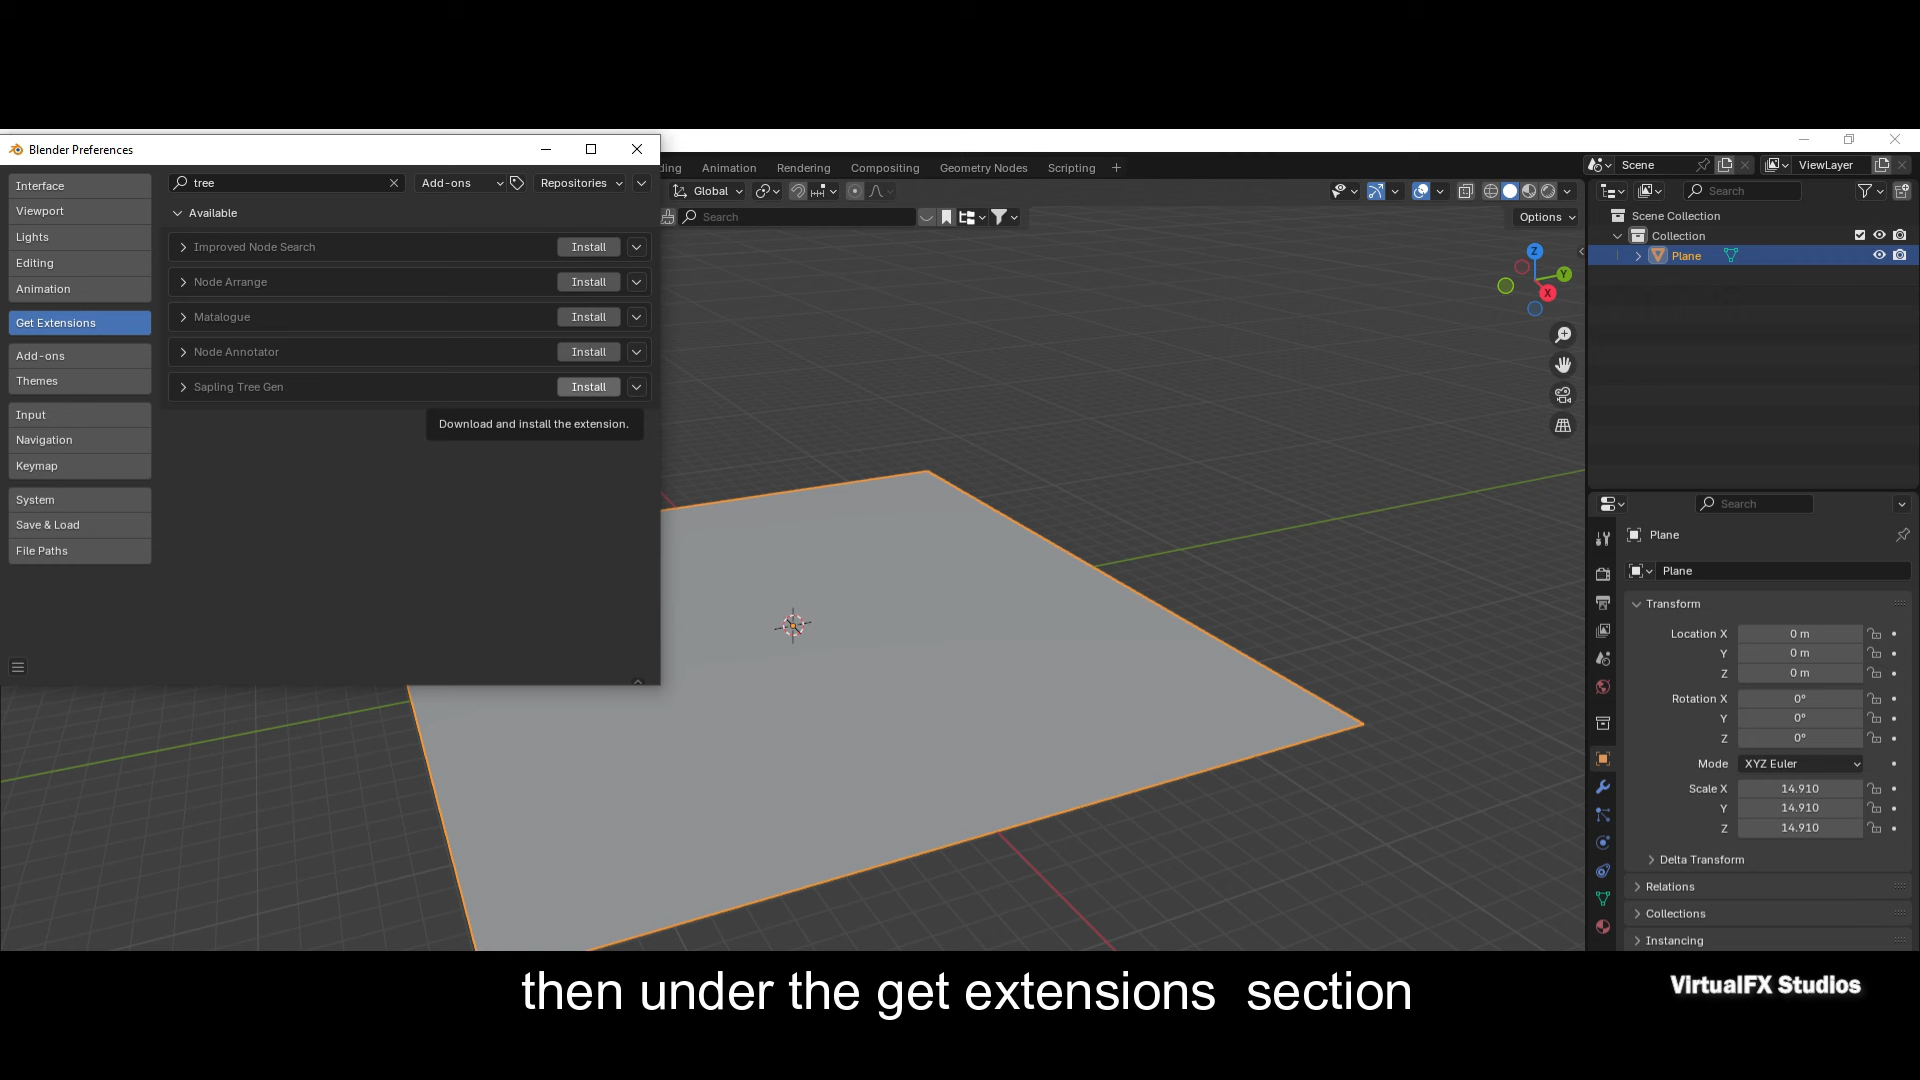 Blender Preferences
Interface
Viewport
Lights
Editing
Animation
Get Extensions
Add-ons
Themes
Input
Navigation
Keymap
System
Save & Load
File Paths
tree
Add-ons
Repositories
Available
Improved Node Search Install
Node Arrange Install
Matalogue Install
Node Annotator Install
Sapling Tree Gen Install
Download and install the extension.
ding Animation Rendering Compositing Geometry Nodes Scripting +
Scene
ViewLayer
Global
Search
Options
Z
Y
X
Search
Scene Collection
Collection
Plane
Search
Plane
Plane
Transform
Location X 0 m
Y 0 m
Z 0 m
Rotation X 0°
Y 0°
Z 0°
Mode XYZ Euler
Scale X 14.910
Y 14.910
Z 14.910
Delta Transform
Relations
Collections
Instancing
then under the get extensions section
VirtualFX Studios